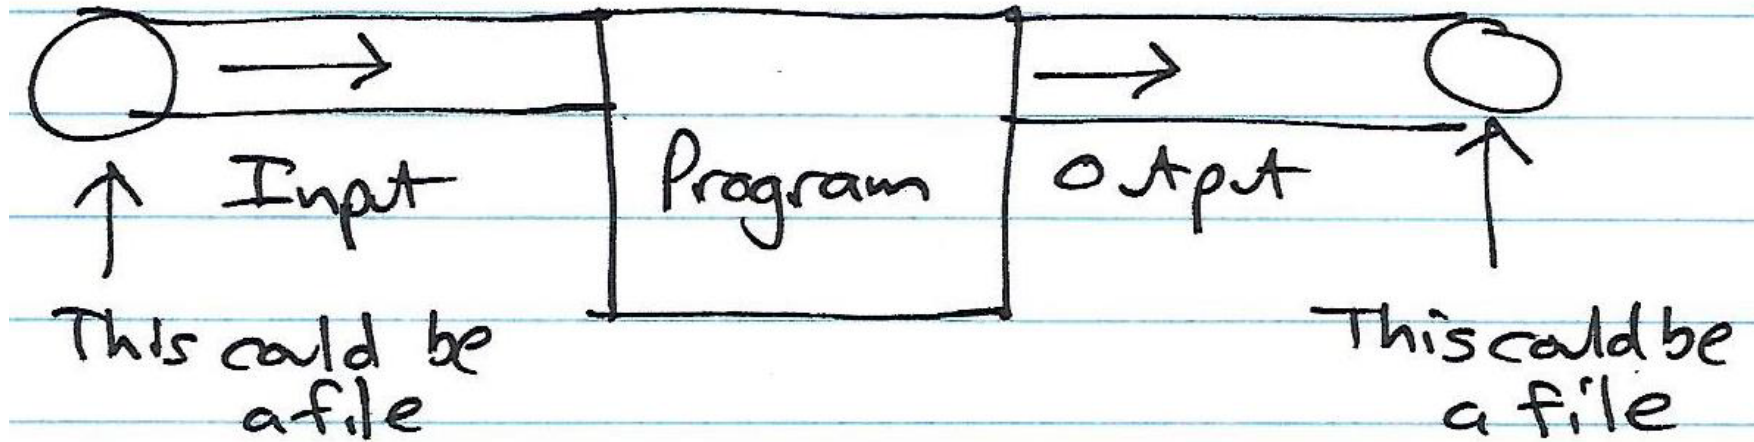 Input
Program
Output
This could be
a file
This could be
a file